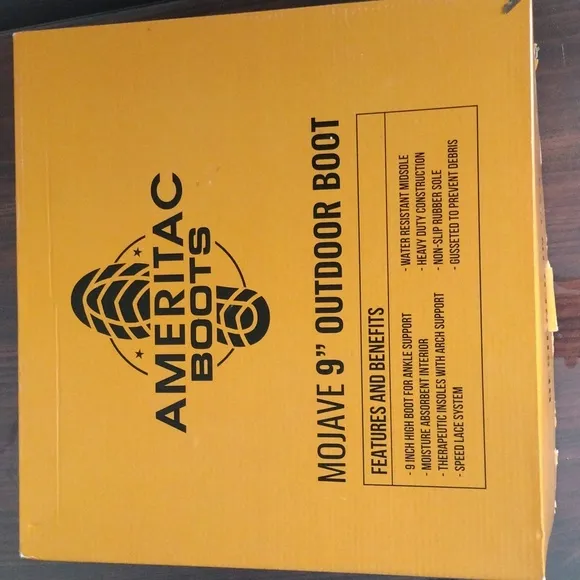 AMERITAC
BOOTS
MOJAVE 9" OUTDOOR BOOT
FEATURES AND BENEFITS
- 9 INCH HIGH BOOT FOR ANKLE SUPPORT
- MOISTURE ABSORBENT INTERIOR
- THERAPEUTIC INSOLES WITH ARCH SUPPORT
- SPEED LACE SYSTEM
- WATER RESISTANT MIDSOLE
- HEAVY DUTY CONSTRUCTION
- NON-SLIP RUBBER SOLE
- GUSSETED TO PREVENT DEBRIS